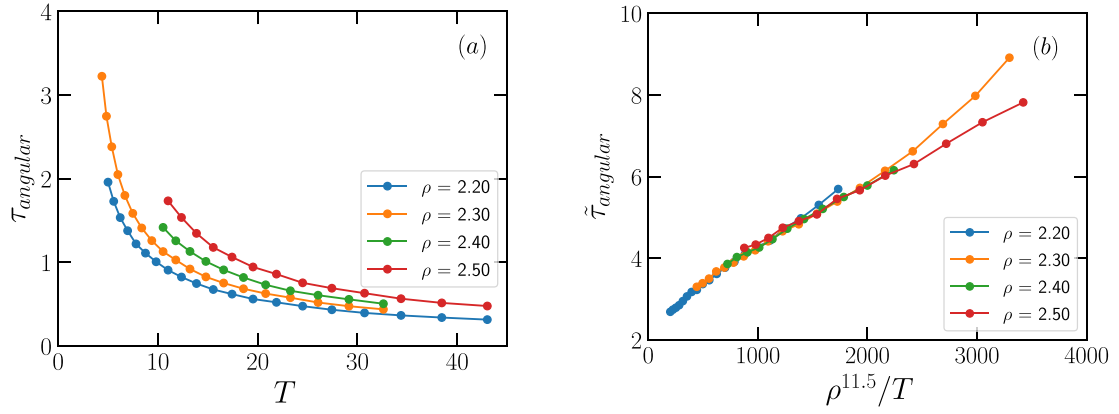 (a)
τ_angular
4
3
2
1
0
0 10 20 30 40
T
ρ = 2.20
ρ = 2.30
ρ = 2.40
ρ = 2.50
(b)
τ̃_angular
10
8
6
4
2
0 1000 2000 3000 4000
ρ^11.5/T
ρ = 2.20
ρ = 2.30
ρ = 2.40
ρ = 2.50